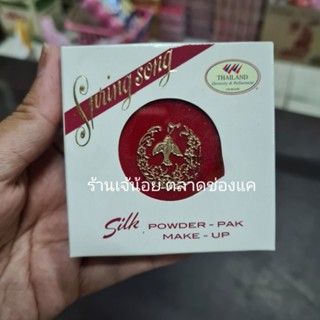 Spring Song
THAILAND
ร้านเจ้น้อย ตลาดช่องแค
Silk POWDER - PAK
MAKE - UP